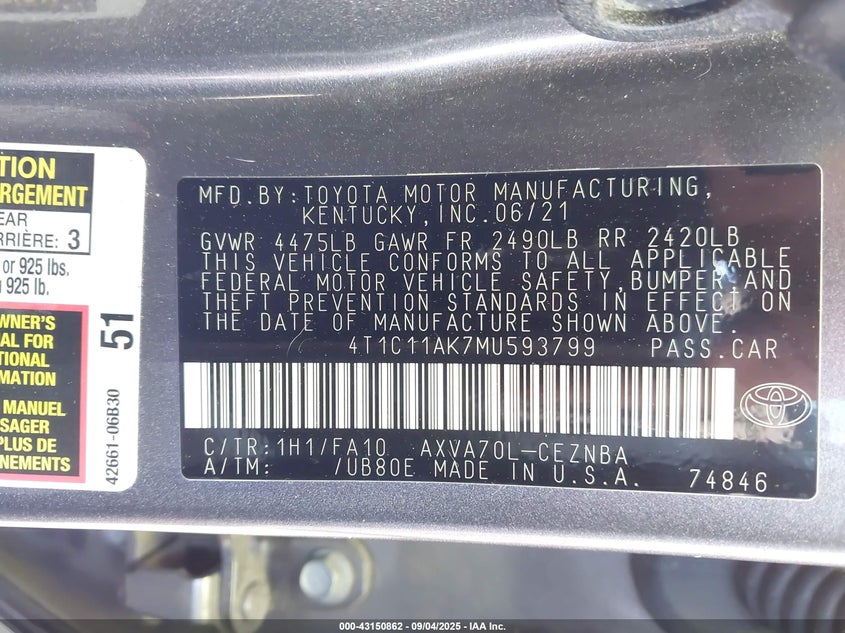 TION
RGEMENT
EAR
RRIÈRE: 3
or 925 lbs.
925 lb.
WNER'S
AL FOR
TIONAL
RMATION
MANUEL
SAGER
PLUS DE
NEMENTS
51
42661-06B30
MFD.BY:TOYOTA MOTOR MANUFACTURING,
KENTUCKY,INC.06/21
GVWR 4475LB GAWR FR 2490LB RR 2420LB
THIS VEHICLE CONFORMS TO ALL APPLICABLE
FEDERAL MOTOR VEHICLE SAFETY,BUMPER,AND
THEFT PREVENTION STANDARDS IN EFFECT ON
THE DATE OF MANUFACTURE SHOWN ABOVE.
4T1C11AK7MU593799 PASS.CAR
C/TR:1H1/FA10 AXVA70L-CEZNBA
A/TM: /UB80E MADE IN U.S.A. 74846
000-43150862 - 09/04/2025 - IAA Inc.